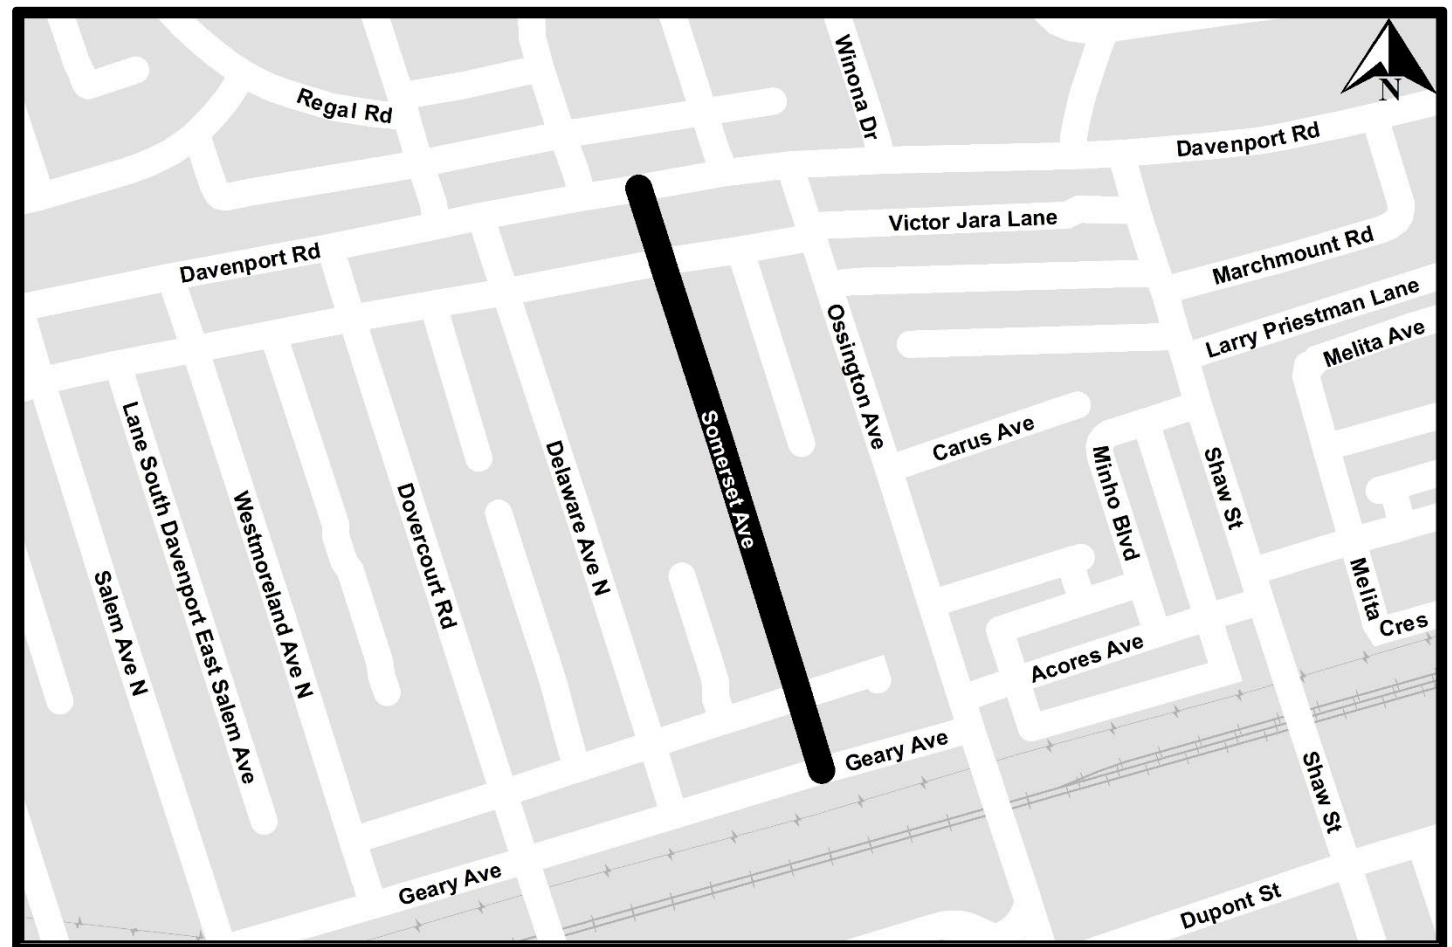 Winona Dr
N
Regal Rd
Davenport Rd
Victor Jara Lane
Davenport Rd
Marchmount Rd
Larry Priestman Lane
Melita Ave
Ossington Ave
Carus Ave
Somerset Ave
Lane South Davenport East Salem Ave
Delaware Ave N
Minho Blvd
Shaw St
Dovercourt Rd
Westmoreland Ave N
Salem Ave N
Melita
Cres
Acores Ave
Geary Ave
Shaw St
Geary Ave
Dupont St